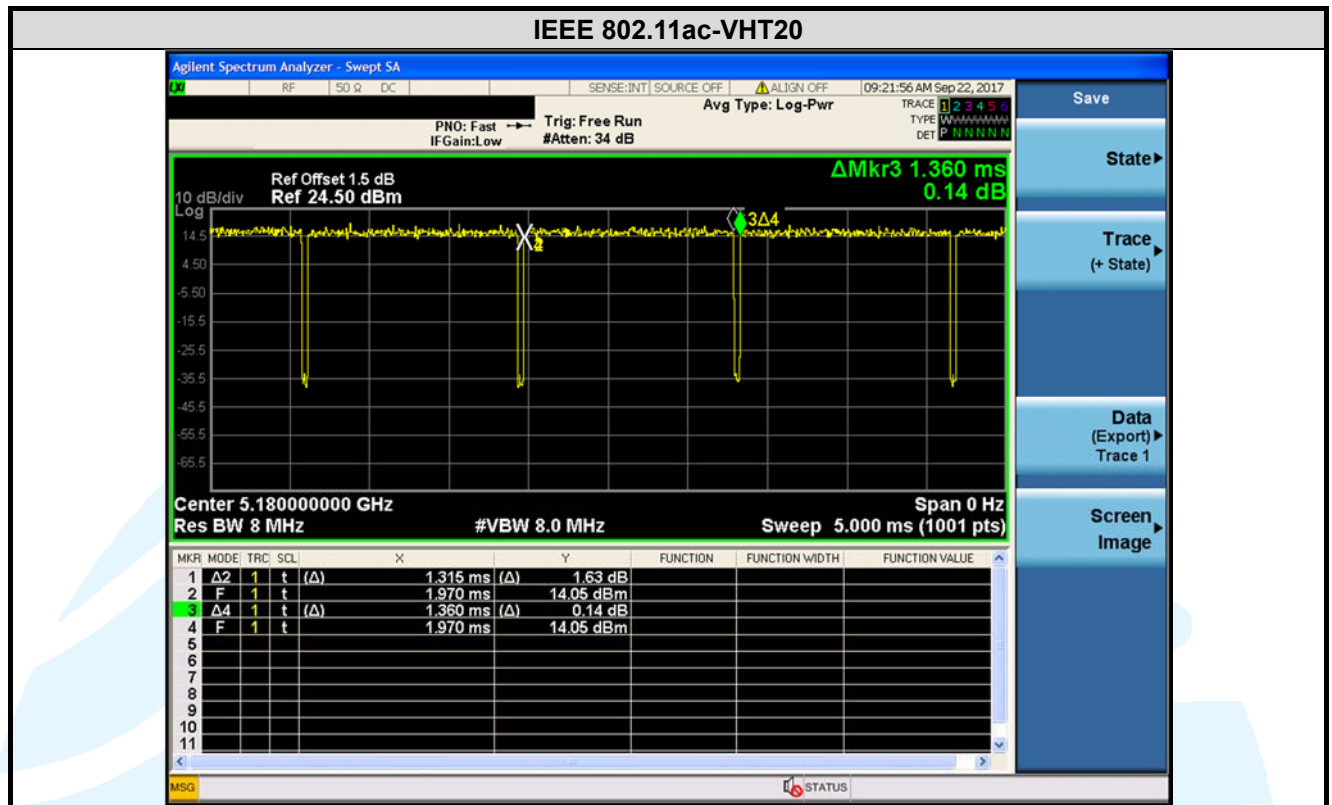 IEEE 802.11ac-VHT20
Agilent Spectrum Analyzer - Swept SA
LXI RF 50 Ω DC SENSE:INT SOURCE OFF ALIGN OFF 09:21:56 AM Sep 22, 2017
Avg Type: Log-Pwr
TRACE 1 2 3 4 5 6
TYPE WWWWWW
DET P N N N N N
PNO: Fast
IFGain:Low
Trig: Free Run
#Atten: 34 dB
ΔMkr3 1.360 ms
0.14 dB
Ref Offset 1.5 dB
10 dB/div Ref 24.50 dBm
Log
14.5
4.50
-5.50
-15.5
-25.5
-35.5
-45.5
-55.5
-65.5
3Δ4
2
Center 5.180000000 GHz Span 0 Hz
Res BW 8 MHz #VBW 8.0 MHz Sweep 5.000 ms (1001 pts)
MKR MODE TRC SCL X Y FUNCTION FUNCTION WIDTH FUNCTION VALUE
1 Δ2 1 t (Δ) 1.315 ms (Δ) 1.63 dB
2 F 1 t 1.970 ms 14.05 dBm
3 Δ4 1 t (Δ) 1.360 ms (Δ) 0.14 dB
4 F 1 t 1.970 ms 14.05 dBm
5
6
7
8
9
10
11
MSG STATUS
Save
State
Trace
(+ State)
Data
(Export)
Trace 1
Screen
Image